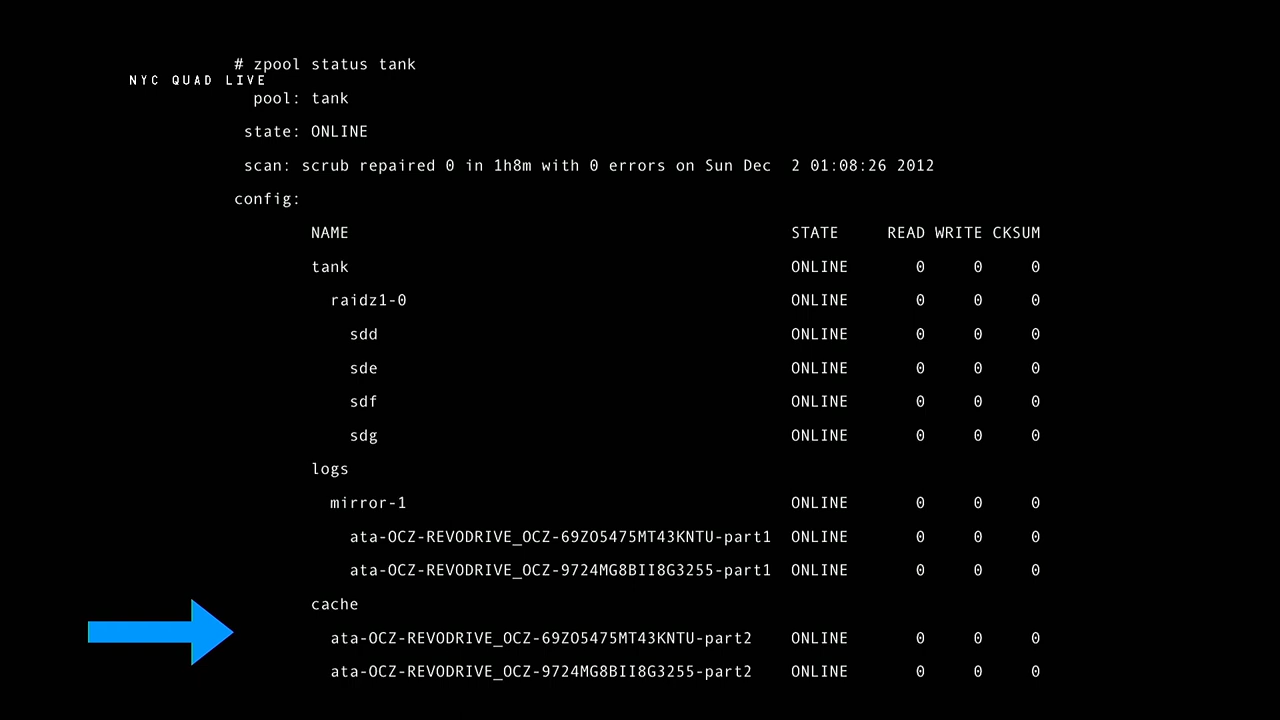 # zpool status tank
NYC QUAD LIVE
pool: tank
state: ONLINE
scan: scrub repaired 0 in 1h8m with 0 errors on Sun Dec  2 01:08:26 2012
config:
NAME STATE READ WRITE CKSUM
tank ONLINE 0 0 0
raidz1-0 ONLINE 0 0 0
sdd ONLINE 0 0 0
sde ONLINE 0 0 0
sdf ONLINE 0 0 0
sdg ONLINE 0 0 0
logs
mirror-1 ONLINE 0 0 0
ata-OCZ-REVODRIVE_OCZ-69ZO5475MT43KNTU-part1 ONLINE 0 0 0
ata-OCZ-REVODRIVE_OCZ-9724MG8BII8G3255-part1 ONLINE 0 0 0
cache
ata-OCZ-REVODRIVE_OCZ-69ZO5475MT43KNTU-part2 ONLINE 0 0 0
ata-OCZ-REVODRIVE_OCZ-9724MG8BII8G3255-part2 ONLINE 0 0 0